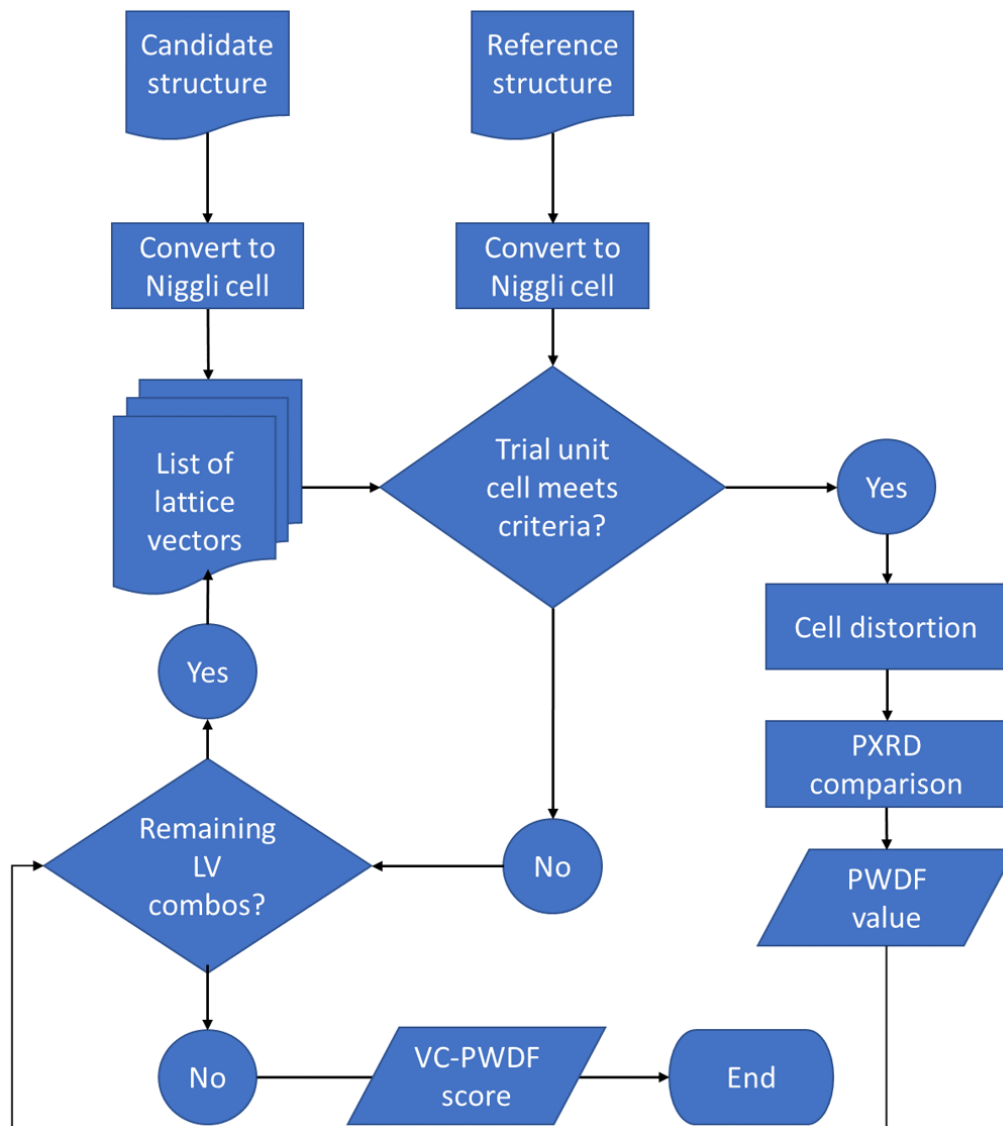 Candidate
structure
Reference
structure
Convert to
Niggli cell
Convert to
Niggli cell
List of
lattice
vectors
Trial unit
cell meets
criteria?
Yes
Cell distortion
Yes
PXRD
comparison
Remaining
LV
combos?
No
PWDF
value
No
VC-PWDF
score
End